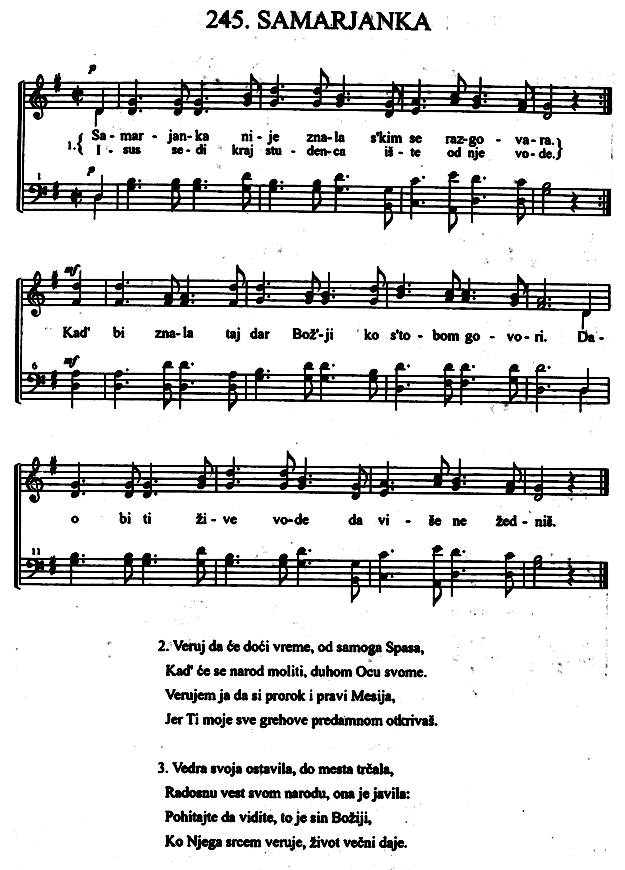 245. SAMARJANKA
p
Sa - mar - jan-ka ni - je zna - la s'kim se raz-go - va - ra.
1.
I - sus se - di kraj stu - den-ca iš - te od nje vo - de.
p
1
mf
Kad' bi zna-la taj dar Bož'-ji ko s'to - bom go - vo - ri. Da -
mf
6
o bi ti ži - ve vo-de da vi - še ne žed - niš.
11
2. Veruj da će doći vreme, od samoga Spasa,
Kad' će se narod moliti, duhom Ocu svome.
Verujem ja da si prorok i pravi Mesija,
Jer Ti moje sve grehove predamnom otkrivaš.
3. Vedra svoja ostavila, do mesta trčala,
Radosnu vest svom narodu, ona je javila:
Pohitajte da vidite, to je sin Božiji,
Ko Njega srcem veruje, život večni daje.